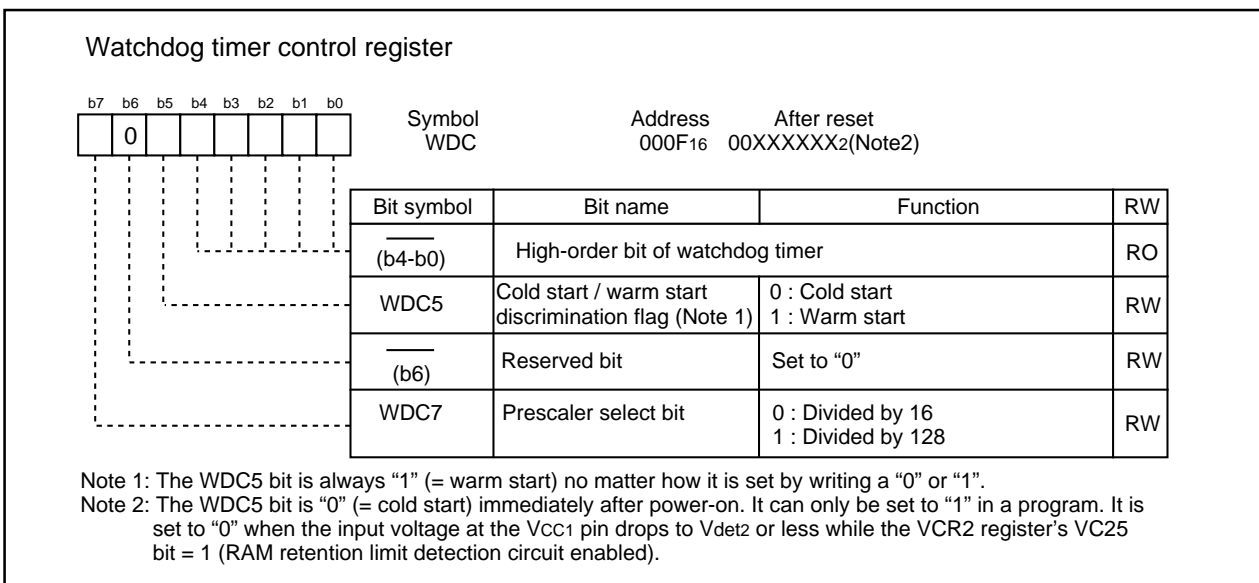 Watchdog timer control register
b7 b6 b5 b4 b3 b2 b1 b0
Symbol Address After reset
0 WDC 000F16 00XXXXXX2(Note2)
Bit symbol Bit name Function RW
(b4-b0) High-order bit of watchdog timer RO
WDC5 Cold start / warm start discrimination flag (Note 1) 0 : Cold start 1 : Warm start RW
(b6) Reserved bit Set to “0” RW
WDC7 Prescaler select bit 0 : Divided by 16 1 : Divided by 128 RW
Note 1: The WDC5 bit is always “1” (= warm start) no matter how it is set by writing a “0” or “1”.
Note 2: The WDC5 bit is “0” (= cold start) immediately after power-on. It can only be set to “1” in a program. It is
set to “0” when the input voltage at the VCC1 pin drops to Vdet2 or less while the VCR2 register’s VC25
bit = 1 (RAM retention limit detection circuit enabled).